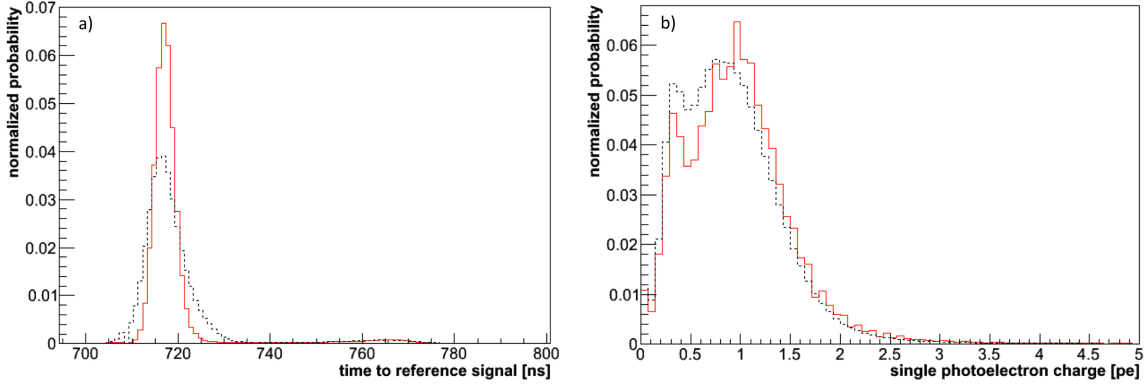 a)
normalized probability
0.07
0.06
0.05
0.04
0.03
0.02
0.01
0
700 720 740 760 780 800
time to reference signal [ns]
b)
normalized probability
0.06
0.05
0.04
0.03
0.02
0.01
0
0 0.5 1 1.5 2 2.5 3 3.5 4 4.5 5
single photoelectron charge [pe]